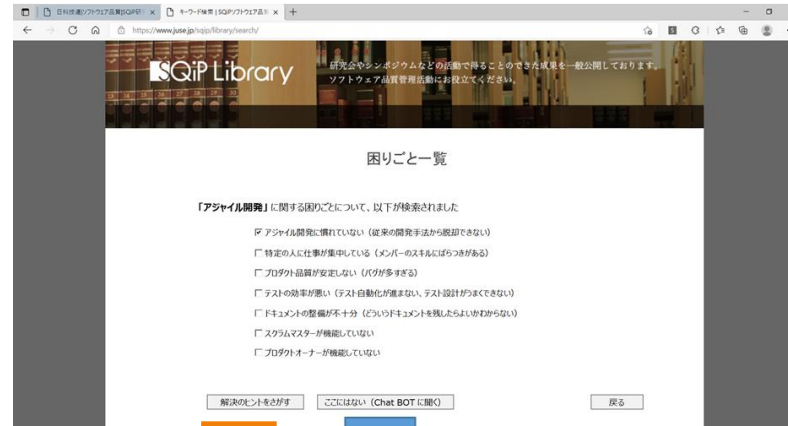 キーワード検索 | SQiPソフトウェア品質
https://www.juse.jp/sqip/library/search/
SQiP Library
研究会やシンポジウムなどの活動で得ることのできた成果を一般公開しております。
ソフトウェア品質管理活動にお役立てください。
困りごと一覧
「アジャイル開発」に関する困りごとについて、以下が検索されました
アジャイル開発に慣れていない（従来の開発手法から脱却できない）
特定の人に仕事が集中している（メンバーのスキルにばらつきがある）
プロダクト品質が安定しない（バグが多すぎる）
テストの効率が悪い（テスト自動化が進まない、テスト設計がうまくできない）
ドキュメントの整備が不十分（どういうドキュメントを残したらよいかわからない）
スクラムマスターが機能していない
プロダクトオーナーが機能していない
解決のヒントをさがす ここにはない（Chat BOTに聞く） 戻る